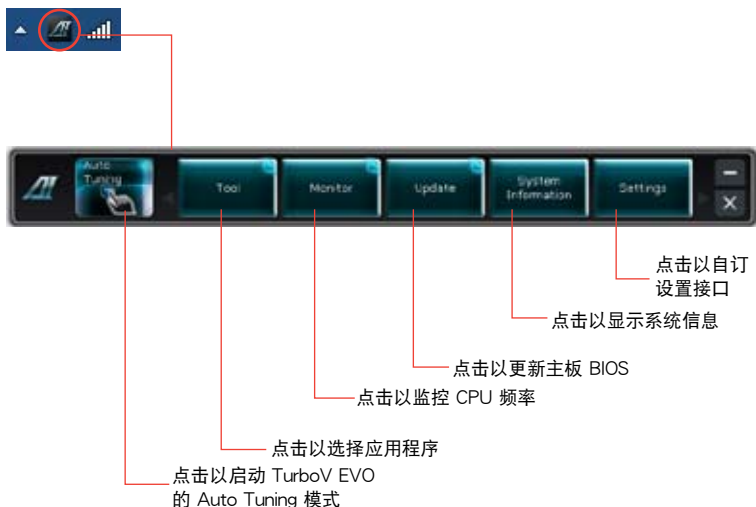 Auto
Tuning
Tool
Monitor
Update
System
Information
Settings
点击以自订
设置接口
点击以显示系统信息
点击以更新主板 BIOS
点击以监控 CPU 频率
点击以选择应用程序
点击以启动 TurboV EVO
的 Auto Tuning 模式